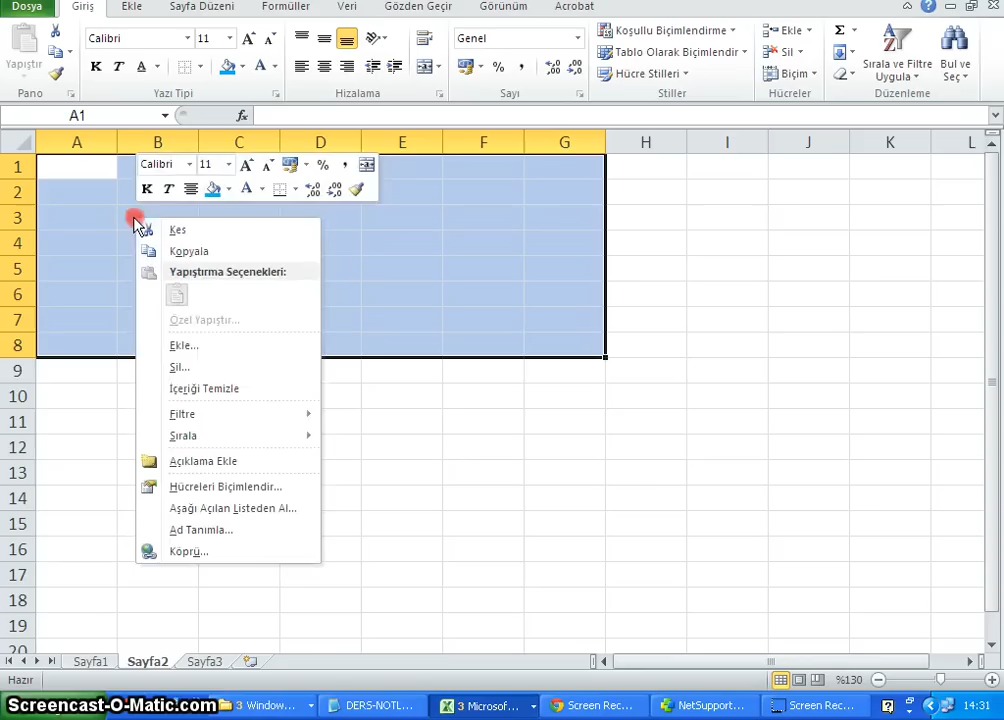 Dosya Giriş Ekle Sayfa Düzeni Formüller Veri Gözden Geçir Görünüm Acrobat
Calibri 11 Genel Koşullu Biçimlendirme Ekle Σ
Yapıştır K T A % , Tablo Olarak Biçimlendir Sil Sırala ve Filtre Uygula Bul ve Seç
Hücre Stilleri Biçim
Pano Yazı Tipi Hizalama Sayı Stiller Hücreler Düzenleme
A1 fx
A B C D E F G H I J K L
1
Calibri 11 A A % ,
2
K T A
3
Kes
4
Kopyala
5
Yapıştırma Seçenekleri:
6
7
Özel Yapıştır...
8
Ekle...
9
Sil...
10
İçeriği Temizle
11
Filtre
12
Sırala
13
Açıklama Ekle
14
Hücreleri Biçimlendir...
15
Aşağı Açılan Listeden Al...
16
Ad Tanımla...
Köprü...
17
18
19
20
Sayfa1 Sayfa2 Sayfa3
Hazır %130
Screencast-O-Matic.com 3 Window... DERS-NOTL... 3 Microsof... Screen Rec... NetSupport... Screen Rec... 14:31